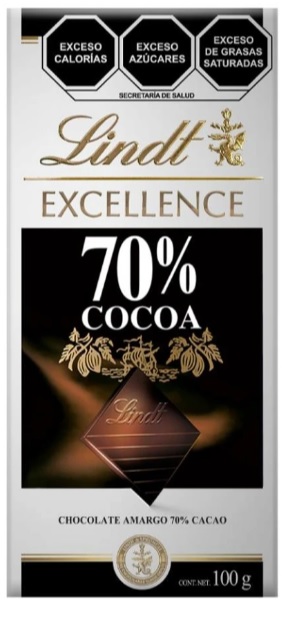 EXCESO
CALORÍAS
EXCESO
AZÚCARES
EXCESO
DE GRASAS
SATURADAS
SECRETARÍA DE SALUD
Lindt
EXCELLENCE
70%
COCOA
Lindt
CHOCOLATE AMARGO 70% CACAO
CONT. NET. 100 g